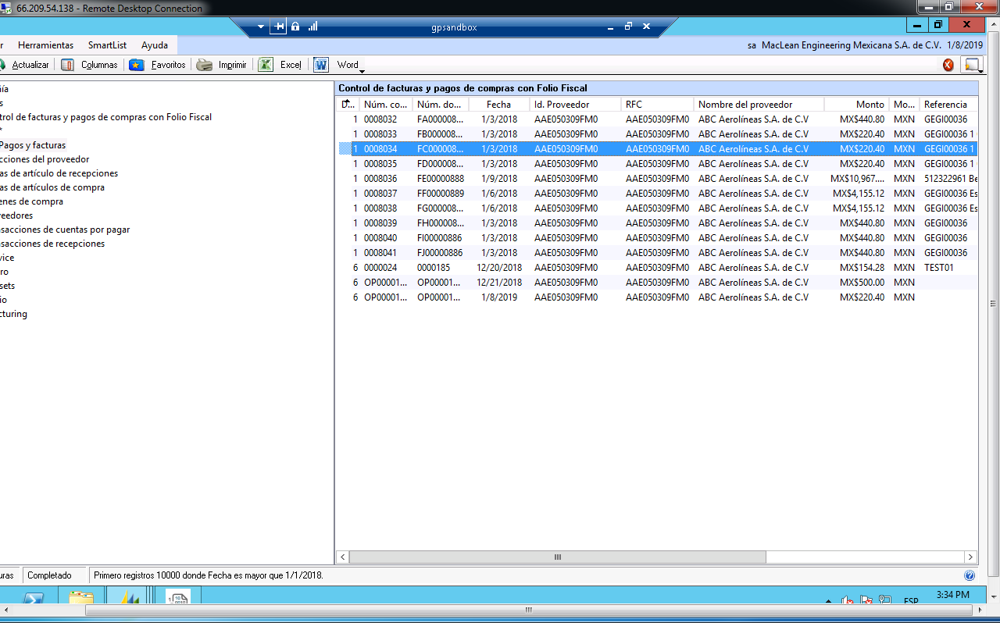 66.209.54.138 - Remote Desktop Connection
gpsandbox
r Herramientas SmartList Ayuda sa MacLean Engineering Mexicana S.A. de C.V. 1/8/2019
Actualizar Columnas Favoritos Imprimir Excel Word
ía
s
trol de facturas y pagos de compras con Folio Fiscal
*
Pagos y facturas
cciones del proveedor
as de artículo de recepciones
as de artículos de compra
enes de compra
veedores
nsacciones de cuentas por pagar
nsacciones de recepciones
vice
ro
sets
io
cturing
Control de facturas y pagos de compras con Folio Fiscal
D... Núm. co... Núm. do... Fecha Id. Proveedor RFC Nombre del proveedor Monto Mo... Referencia
1 0008032 FA000008... 1/3/2018 AAE050309FM0 AAE050309FM0 ABC Aerolíneas S.A. de C.V MX$440.80 MXN GEGI00036
1 0008033 FB000008... 1/3/2018 AAE050309FM0 AAE050309FM0 ABC Aerolíneas S.A. de C.V MX$220.40 MXN GEGI00036 1
1 0008034 FC000008... 1/3/2018 AAE050309FM0 AAE050309FM0 ABC Aerolíneas S.A. de C.V MX$220.40 MXN GEGI00036 1
1 0008035 FD000008... 1/3/2018 AAE050309FM0 AAE050309FM0 ABC Aerolíneas S.A. de C.V MX$220.40 MXN GEGI00036 1
1 0008036 FE00000888 1/9/2018 AAE050309FM0 AAE050309FM0 ABC Aerolíneas S.A. de C.V MX$10,967.... MXN 512322961 Be
1 0008037 FF00000889 1/6/2018 AAE050309FM0 AAE050309FM0 ABC Aerolíneas S.A. de C.V MX$4,155.12 MXN GEGI00036 Es
1 0008038 FG000008... 1/6/2018 AAE050309FM0 AAE050309FM0 ABC Aerolíneas S.A. de C.V MX$4,155.12 MXN GEGI00036 Es
1 0008039 FH000008... 1/3/2018 AAE050309FM0 AAE050309FM0 ABC Aerolíneas S.A. de C.V MX$440.80 MXN GEGI00036
1 0008040 FI00000886 1/3/2018 AAE050309FM0 AAE050309FM0 ABC Aerolíneas S.A. de C.V MX$440.80 MXN GEGI00036
1 0008041 FJ00000886 1/3/2018 AAE050309FM0 AAE050309FM0 ABC Aerolíneas S.A. de C.V MX$440.80 MXN GEGI00036
6 0000024 0000185 12/20/2018 AAE050309FM0 AAE050309FM0 ABC Aerolíneas S.A. de C.V MX$154.28 MXN TEST01
6 OP00001... OP00001... 12/21/2018 AAE050309FM0 AAE050309FM0 ABC Aerolíneas S.A. de C.V MX$500.00 MXN
6 OP00001... OP00001... 1/8/2019 AAE050309FM0 AAE050309FM0 ABC Aerolíneas S.A. de C.V MX$220.40 MXN
uras Completado Primero registros 10000 donde Fecha es mayor que 1/1/2018.
ESP 3:34 PM